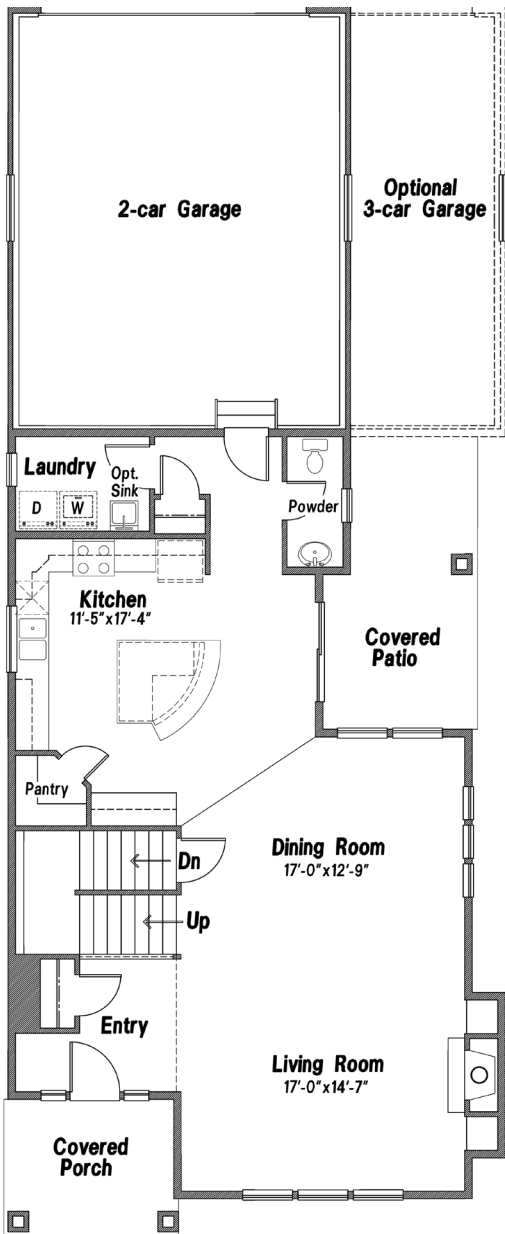 2-car Garage
Optional
3-car Garage
Laundry
Opt.
Sink
D
W
Powder
Kitchen
11'-5"x17'-4"
Covered
Patio
Pantry
Dining Room
17'-0"x12'-9"
Dn
Up
Entry
Living Room
17'-0"x14'-7"
Covered
Porch